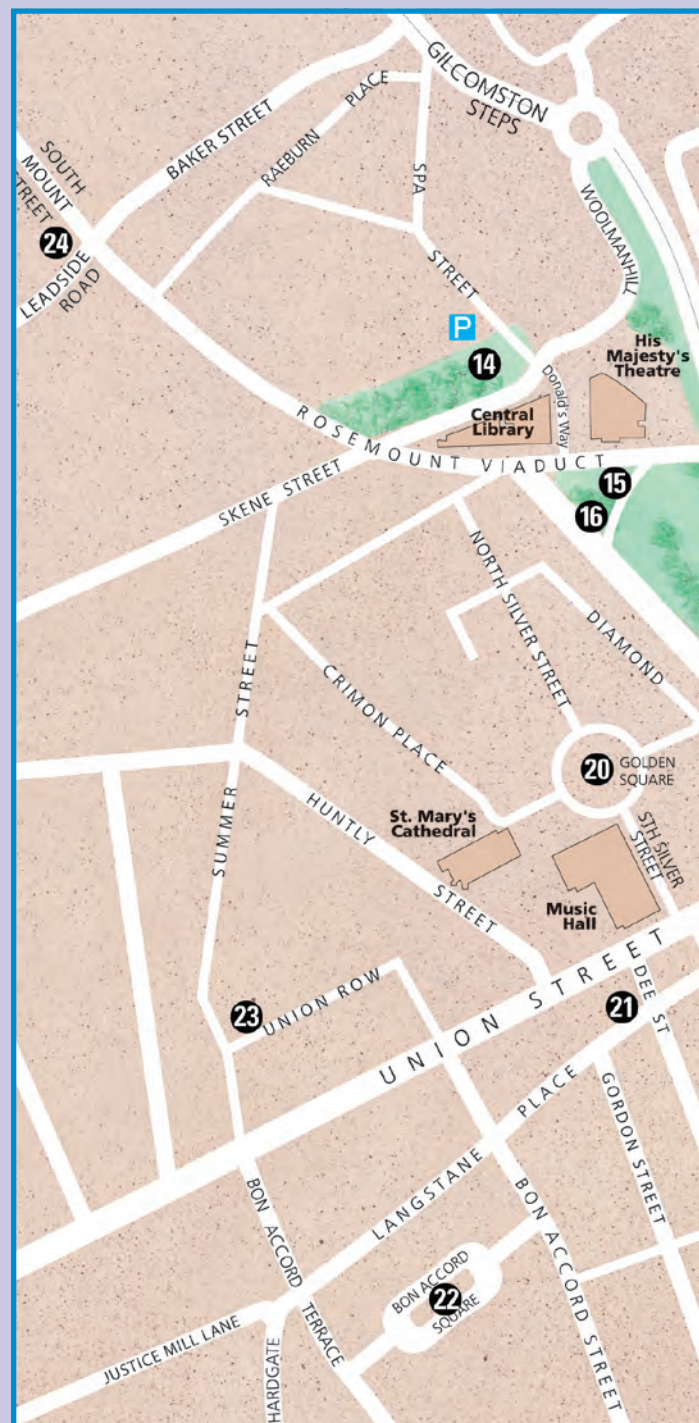 GILCOMSTON
STEPS
PLACE
RAEBURN
BAKER STREET
SPA
STREET
SOUTH
MOUNT
STREET
24
LEADSIDE
ROAD
WOOLMANHILL
P
14
His
Majesty's
Theatre
Donald's Way
Central
Library
ROSEMOUNT VIADUCT
15
16
SKENE STREET
NORTH SILVER STREET
DIAMOND
CRIMON PLACE
SUMMER STREET
20
GOLDEN
SQUARE
HUNTLY
STREET
St. Mary's
Cathedral
STH SILVER
STREET
Music
Hall
UNION STREET
DEE ST
21
23
UNION ROW
LANGSTANE PLACE
GORDON STREET
BON ACCORD
TERRACE
BON ACCORD STREET
BON ACCORD
22
SQUARE
JUSTICE MILL LANE
HARDGATE